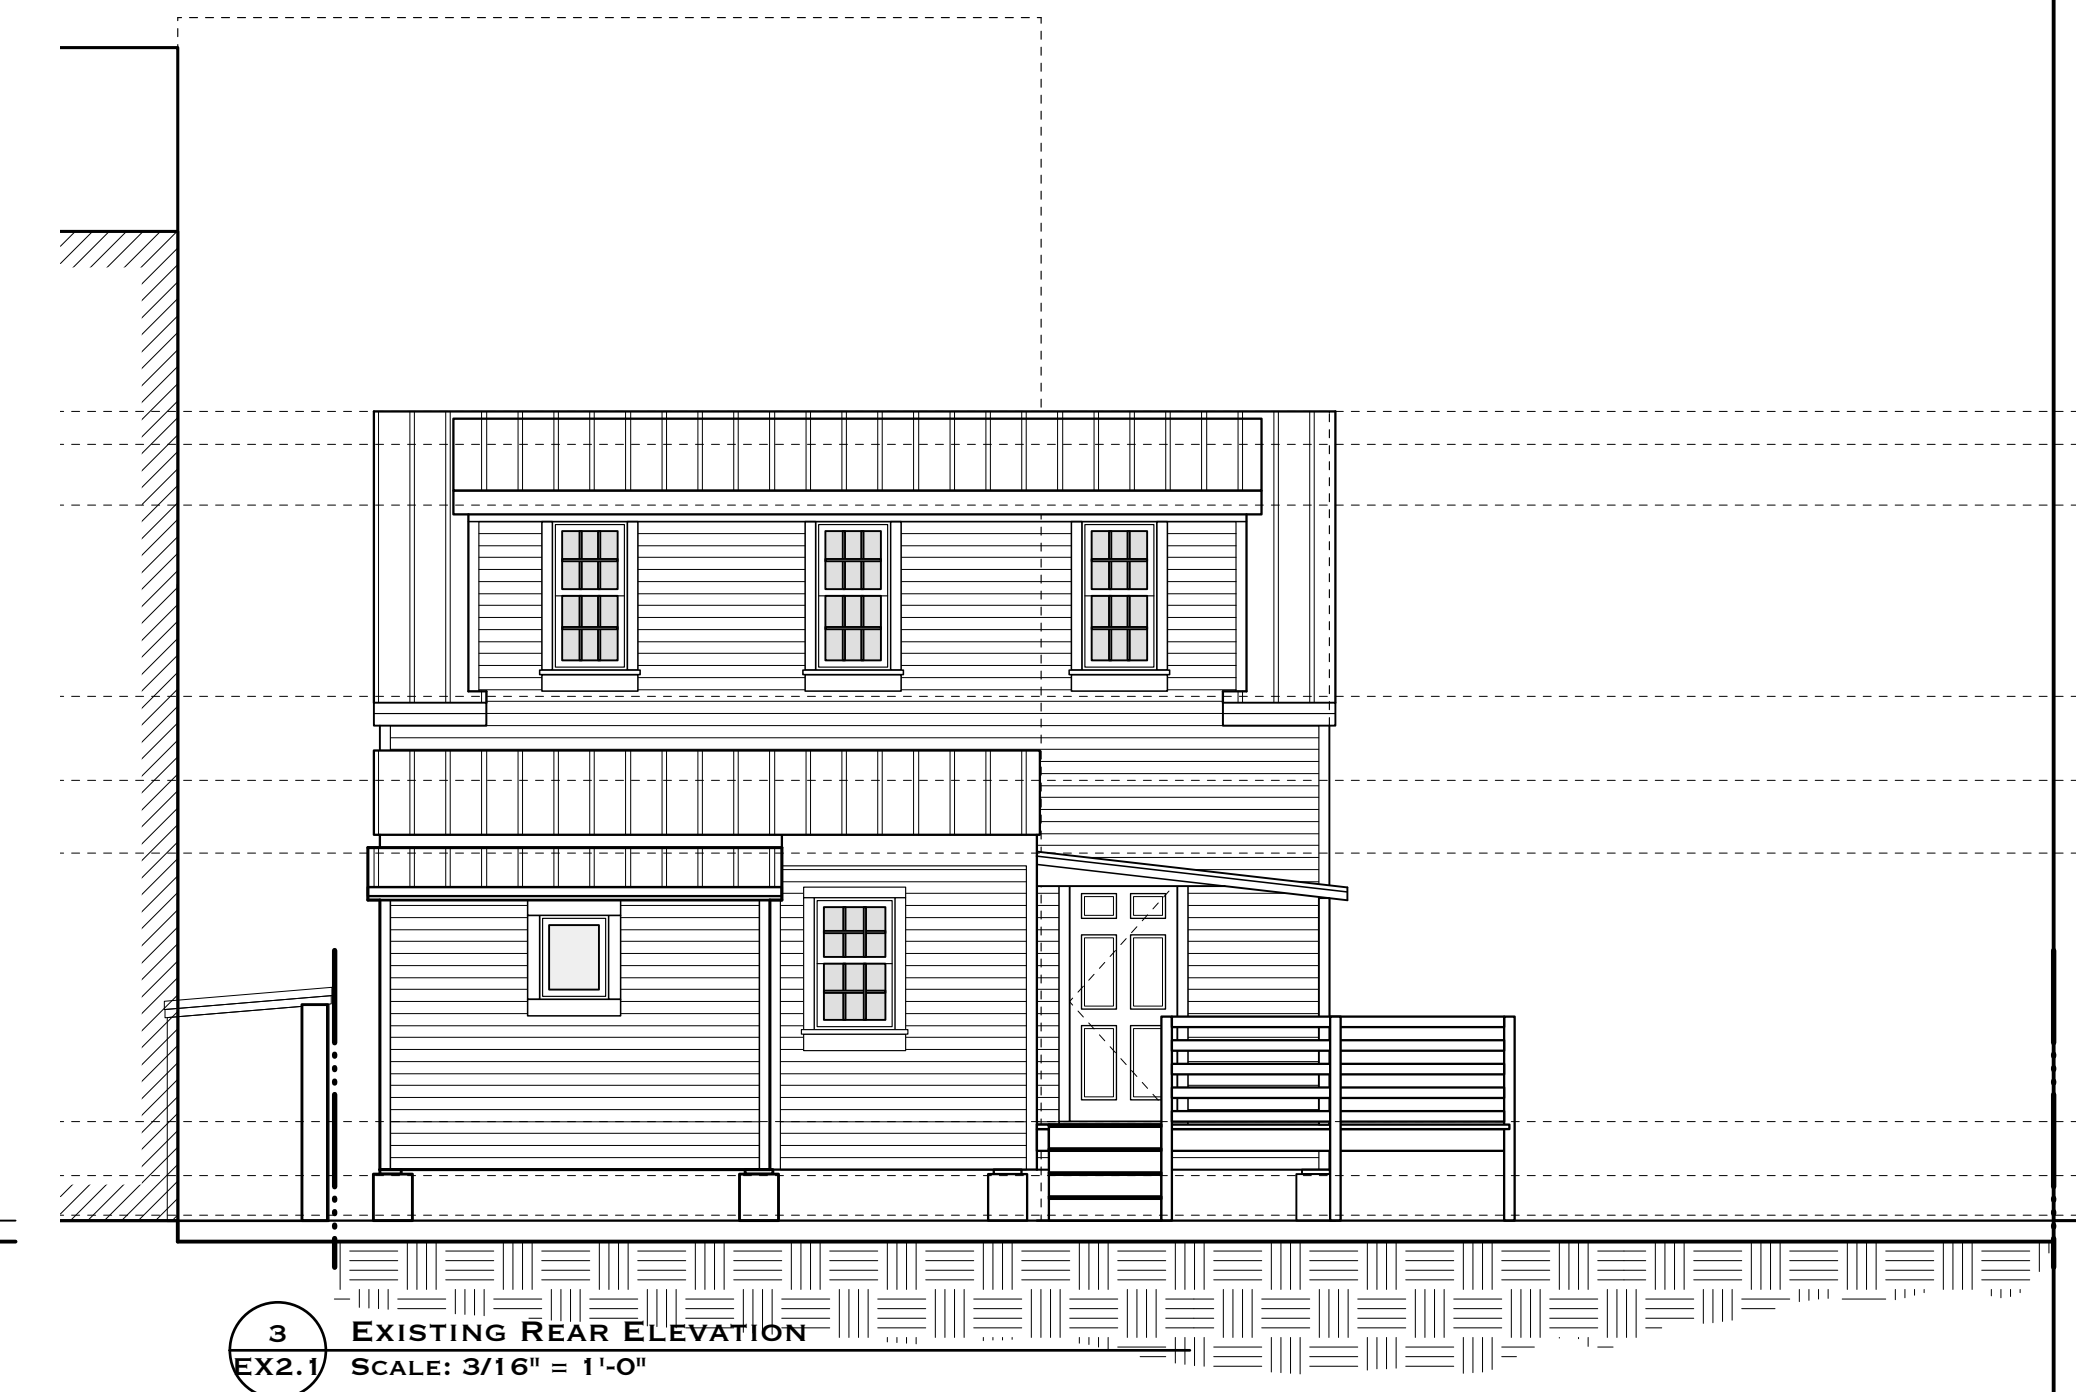 3
EX2.1
EXISTING REAR ELEVATION
SCALE: 3/16" = 1'-0"